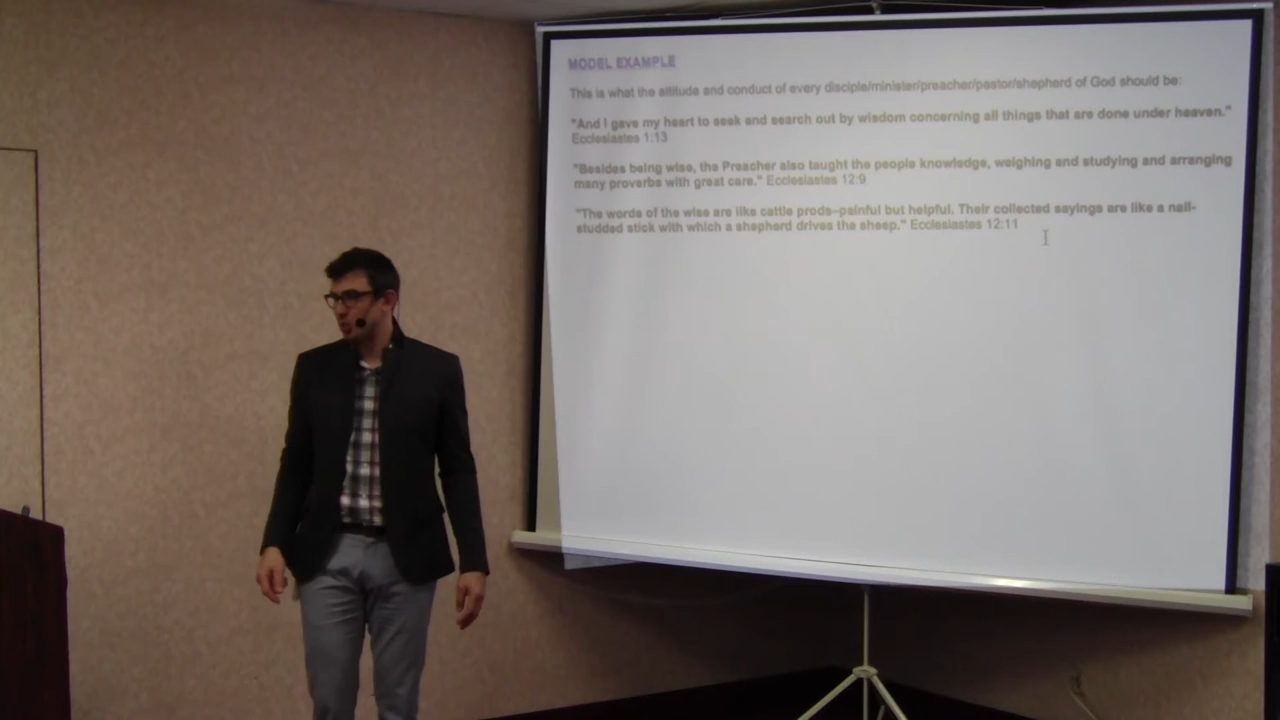 MODEL EXAMPLE
This is what the attitude and conduct of every disciple/minister/preacher/pastor/shepherd of God should be:
"And I gave my heart to seek and search out by wisdom concerning all things that are done under heaven."
Ecclesiastes 1:13
"Besides being wise, the Preacher also taught the people knowledge, weighing and studying and arranging
many proverbs with great care." Ecclesiastes 12:9
"The words of the wise are like cattle prods–painful but helpful. Their collected sayings are like a nail-
studded stick with which a shepherd drives the sheep." Ecclesiastes 12:11